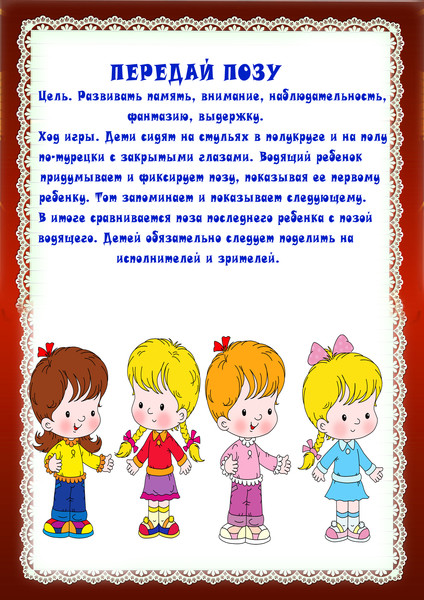 ПЕРЕДАЙ ПОЗУ
Цель. Развивать память, внимание, наблюдательность,
фантазию, выдержку.
Ход игры. Дети сидят на стульях в полукруге и на полу
по-турецки с закрытыми глазами. Водящий ребенок
придумывает и фиксирует позу, показывая ее первому
ребенку. Тот запоминает и показывает следующему.
В итоге сравнивается поза последнего ребенка с позой
водящего. Детей обязательно следует поделить на
исполнителей и зрителей.